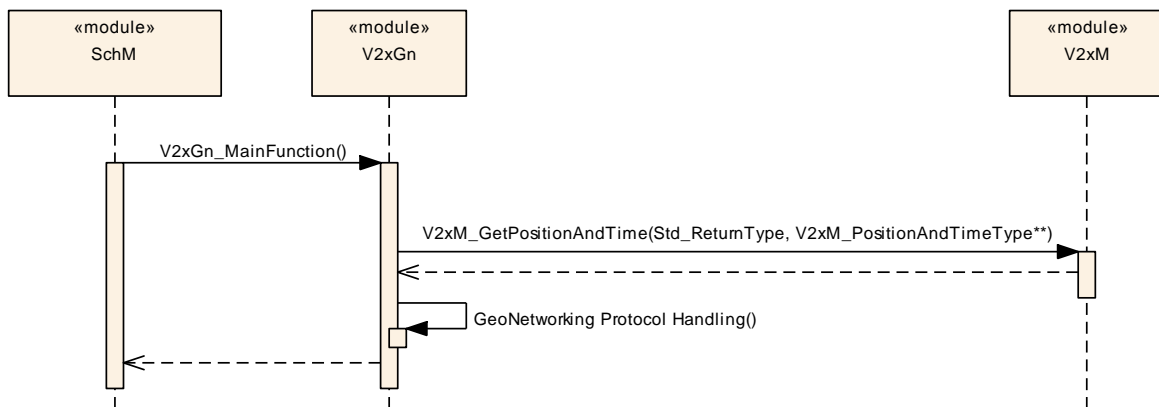 «module»
SchM
«module»
V2xGn
«module»
V2xM
V2xGn_MainFunction()
V2xM_GetPositionAndTime(Std_ReturnType, V2xM_PositionAndTimeType**)
GeoNetworking Protocol Handling()